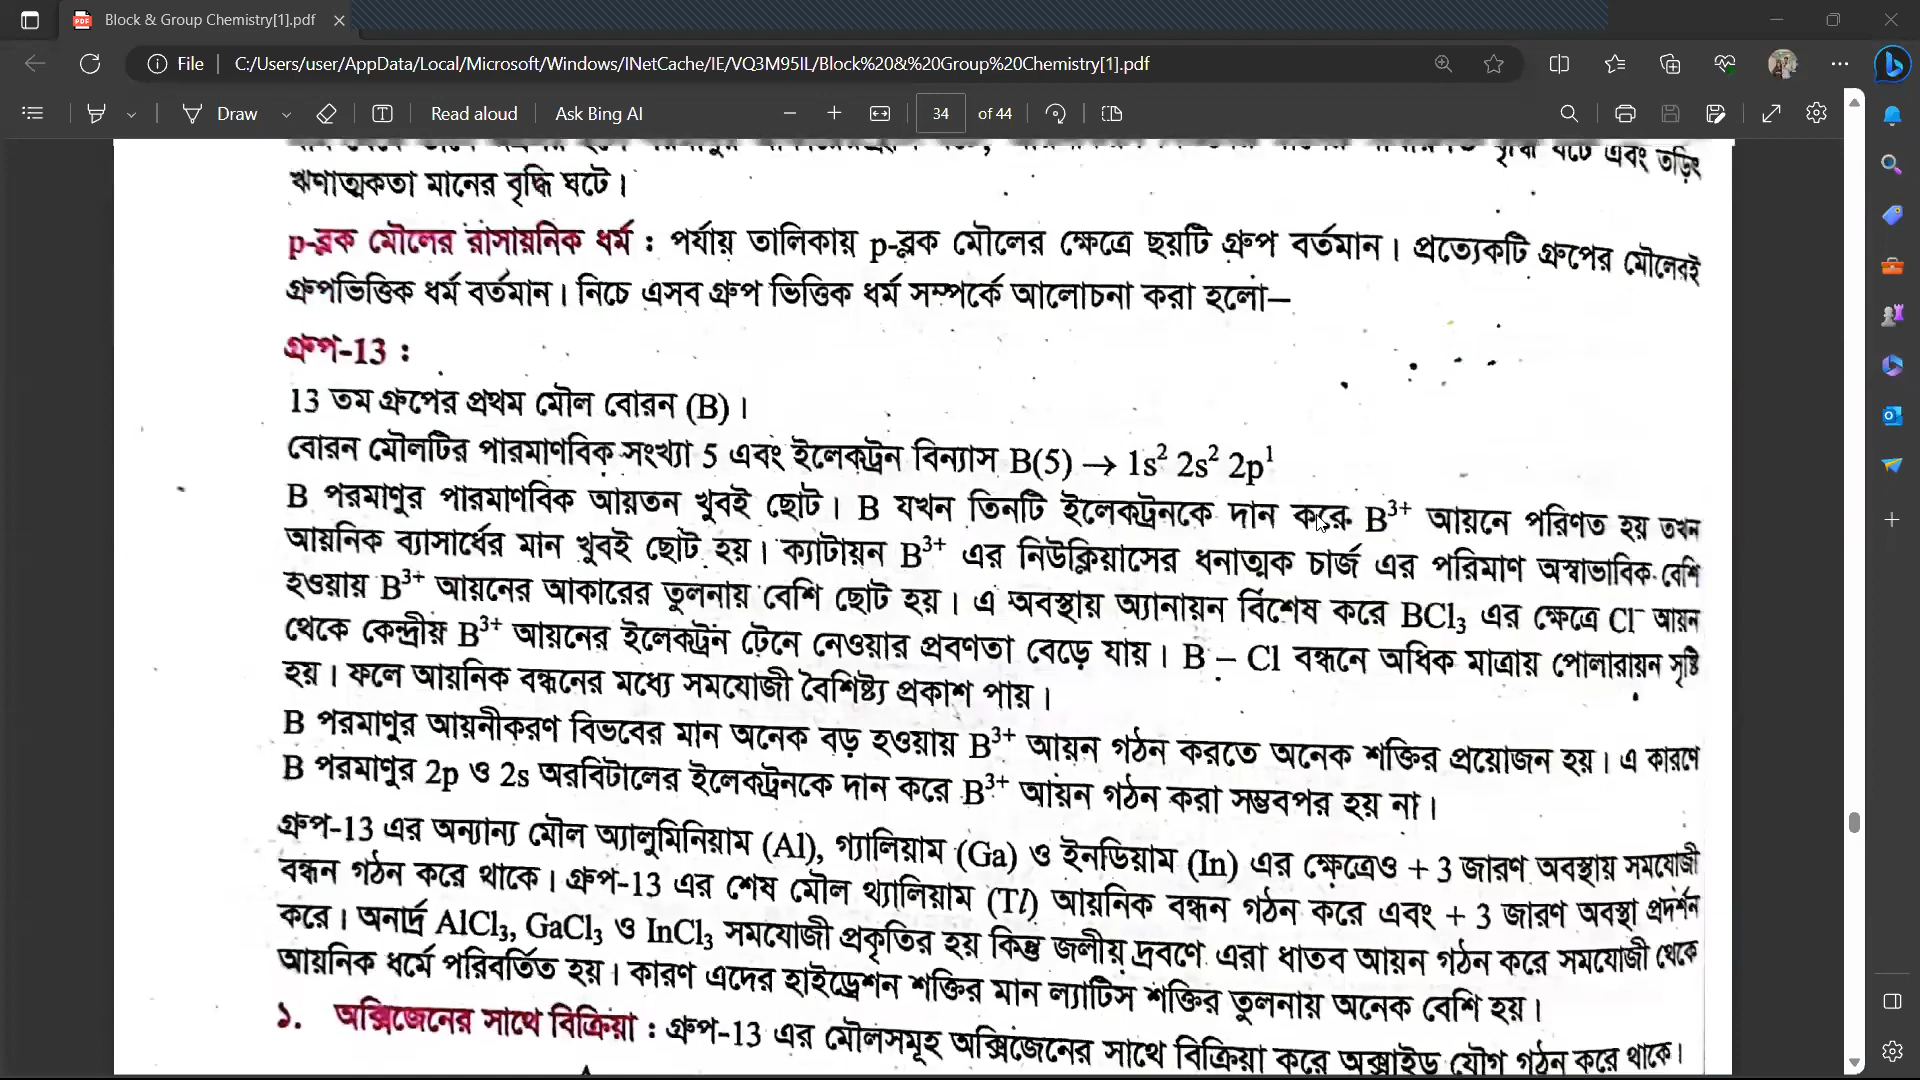 Block & Group Chemistry[1].pdf
File C:/Users/user/AppData/Local/Microsoft/Windows/INetCache/IE/VQ3M95IL/Block%20&%20Group%20Chemistry[1].pdf
Draw Read aloud Ask Bing AI 34 of 44
বৃদ্ধি ঘটে এবং তড়িৎ
ঋণাত্মকতা মানের বৃদ্ধি ঘটে।
p-ব্লক মৌলের রাসায়নিক ধর্ম : পর্যায় তালিকায় p-ব্লক মৌলের ক্ষেত্রে ছয়টি গ্রুপ বর্তমান। প্রত্যেকটি গ্রুপের মৌলেরই
গ্রুপভিত্তিক ধর্ম বর্তমান। নিচে এসব গ্রুপ ভিত্তিক ধর্ম সম্পর্কে আলোচনা করা হলো—
গ্রুপ-13 :
13 তম গ্রুপের প্রথম মৌল বোরন (B)।
বোরন মৌলটির পারমাণবিক সংখ্যা 5 এবং ইলেকট্রন বিন্যাস B(5) → 1s² 2s² 2p¹
B পরমাণুর পারমাণবিক আয়তন খুবই ছোট। B যখন তিনটি ইলেকট্রনকে দান করে B³⁺ আয়নে পরিণত হয় তখন
আয়নিক ব্যাসার্ধের মান খুবই ছোট হয়। ক্যাটায়ন B³⁺ এর নিউক্লিয়াসের ধনাত্মক চার্জ এর পরিমাণ অস্বাভাবিক বেশি
হওয়ায় B³⁺ আয়নের আকারের তুলনায় বেশি ছোট হয়। এ অবস্থায় অ্যানায়ন বিশেষ করে BCl₃ এর ক্ষেত্রে Cl⁻ আয়ন
থেকে কেন্দ্রীয় B³⁺ আয়নের ইলেকট্রন টেনে নেওয়ার প্রবণতা বেড়ে যায়। B – Cl বন্ধনে অধিক মাত্রায় পোলারায়ন সৃষ্টি
হয়। ফলে আয়নিক বন্ধনের মধ্যে সমযোজী বৈশিষ্ট্য প্রকাশ পায়।
B পরমাণুর আয়নীকরণ বিভবের মান অনেক বড় হওয়ায় B³⁺ আয়ন গঠন করতে অনেক শক্তির প্রয়োজন হয়। এ কারণে
B পরমাণুর 2p ও 2s অরবিটালের ইলেকট্রনকে দান করে B³⁺ আয়ন গঠন করা সম্ভবপর হয় না।
গ্রুপ-13 এর অন্যান্য মৌল অ্যালুমিনিয়াম (Al), গ্যালিয়াম (Ga) ও ইনডিয়াম (In) এর ক্ষেত্রেও + 3 জারণ অবস্থায় সমযোজী
বন্ধন গঠন করে থাকে। গ্রুপ-13 এর শেষ মৌল থ্যালিয়াম (Tl) আয়নিক বন্ধন গঠন করে এবং + 3 জারণ অবস্থা প্রদর্শন
করে। অনার্দ্র AlCl₃, GaCl₃ ও InCl₃ সমযোজী প্রকৃতির হয় কিন্তু জলীয় দ্রবণে এরা ধাতব আয়ন গঠন করে সমযোজী থেকে
আয়নিক ধর্মে পরিবর্তিত হয়। কারণ এদের হাইড্রেশন শক্তির মান ল্যাটিস শক্তির তুলনায় অনেক বেশি হয়।
১. অক্সিজেনের সাথে বিক্রিয়া : গ্রুপ-13 এর মৌলসমূহ অক্সিজেনের সাথে বিক্রিয়া করে অক্সাইড যৌগ গঠন করে থাকে।